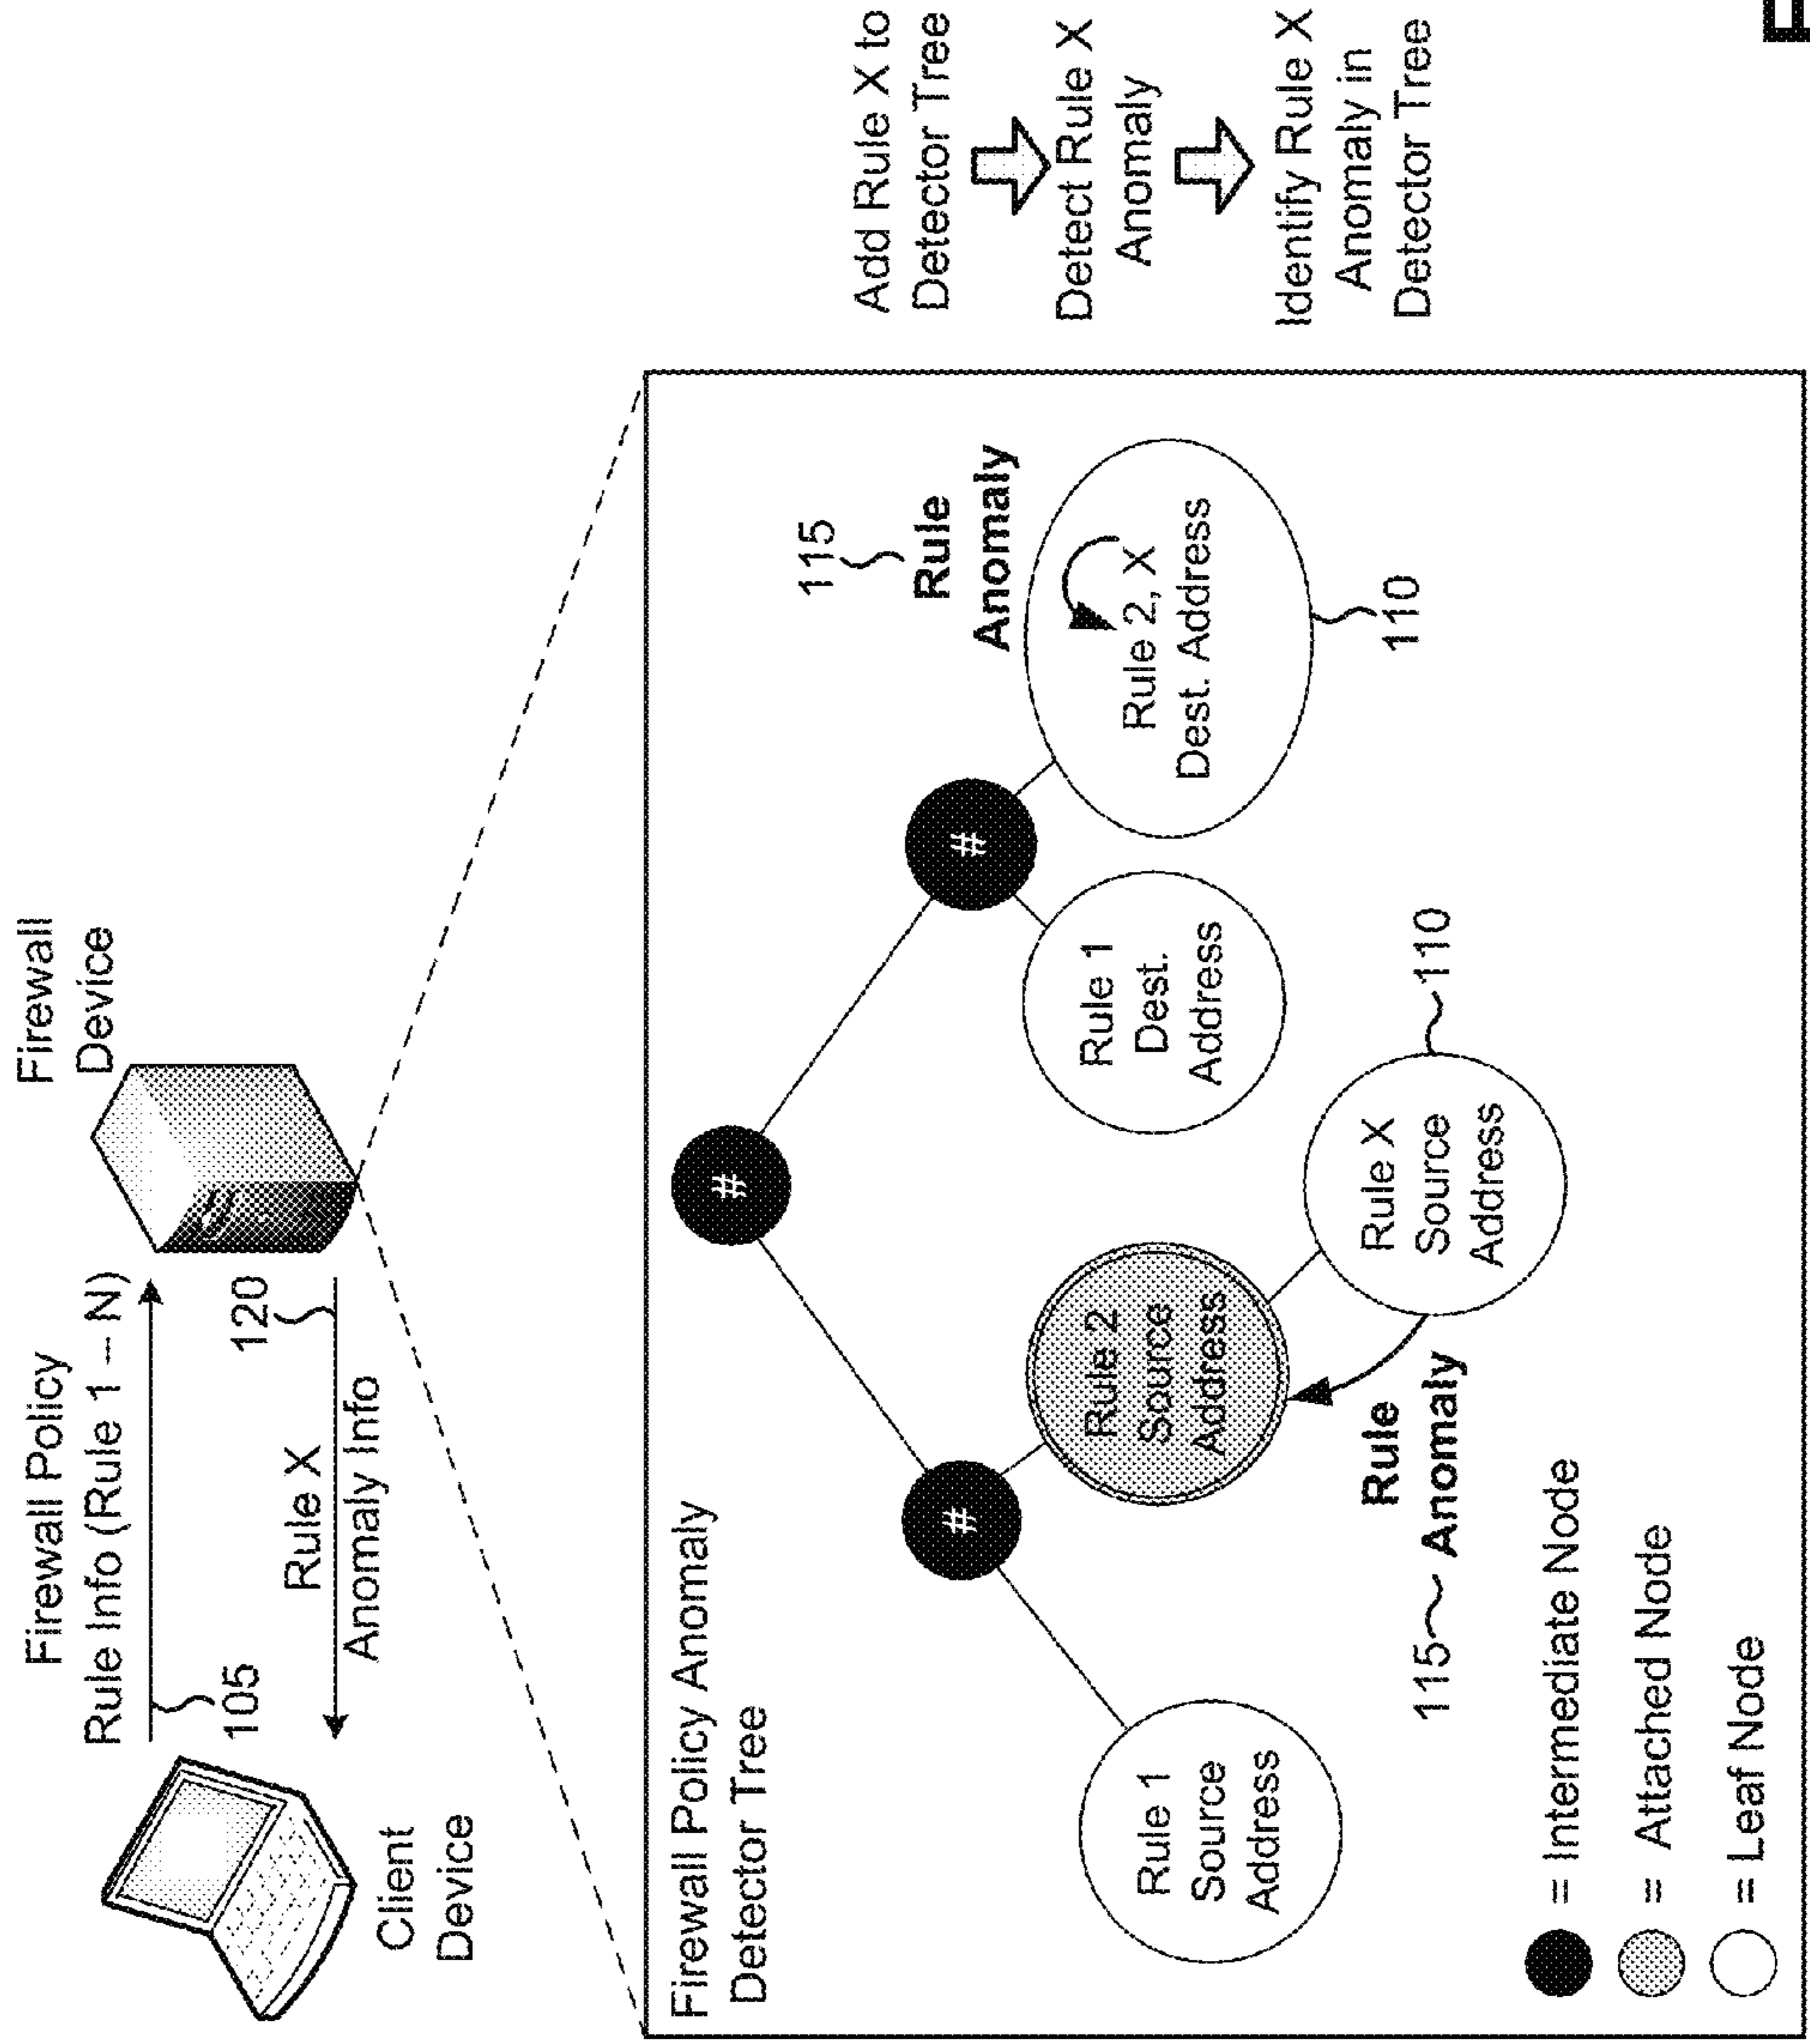 Firewall Policy
Rule Info (Rule 1 – N)
105
Rule X
120
Anomaly Info
Client
Device
Firewall
Device
Firewall Policy Anomaly
Detector Tree
#
#
#
Rule 1
Source
Address
Rule 2
Source
Address
Rule X
Source
Address
110
115
Rule
Anomaly
Rule 1
Dest.
Address
Rule 2, X
Dest. Address
110
115
Rule
Anomaly
= Intermediate Node
= Attached Node
= Leaf Node
Add Rule X to
Detector Tree
Detect Rule X
Anomaly
Identify Rule X
Anomaly in
Detector Tree